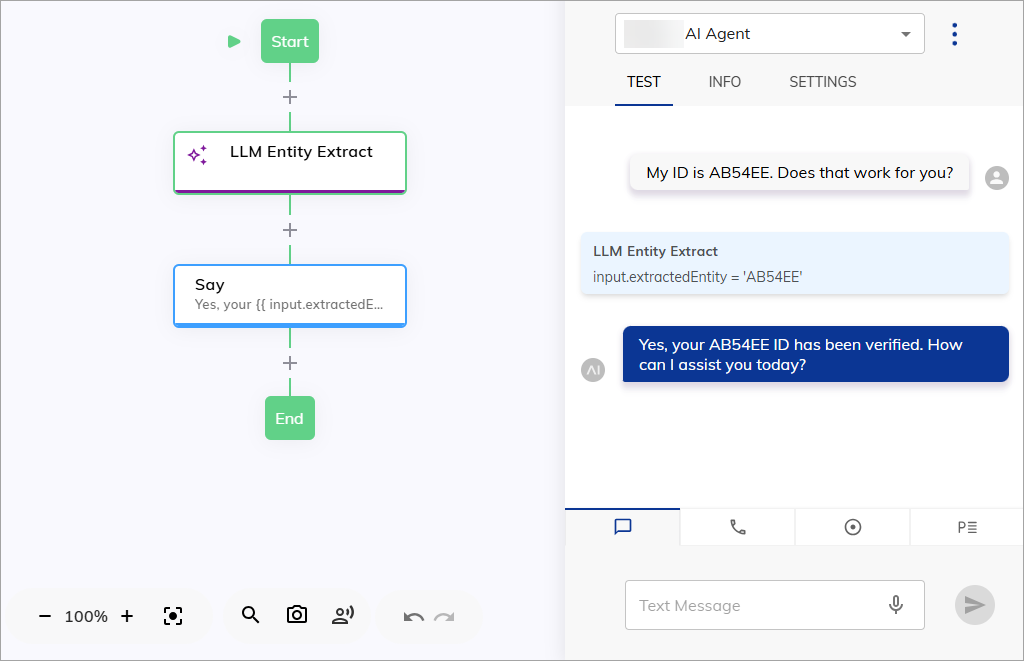 Start
LLM Entity Extract
Say
Yes, your {{ input.extractedE...
End
100%
AI Agent
TEST
INFO
SETTINGS
My ID is AB54EE. Does that work for you?
LLM Entity Extract
input.extractedEntity = 'AB54EE'
AI
Yes, your AB54EE ID has been verified. How
can I assist you today?
P
Text Message